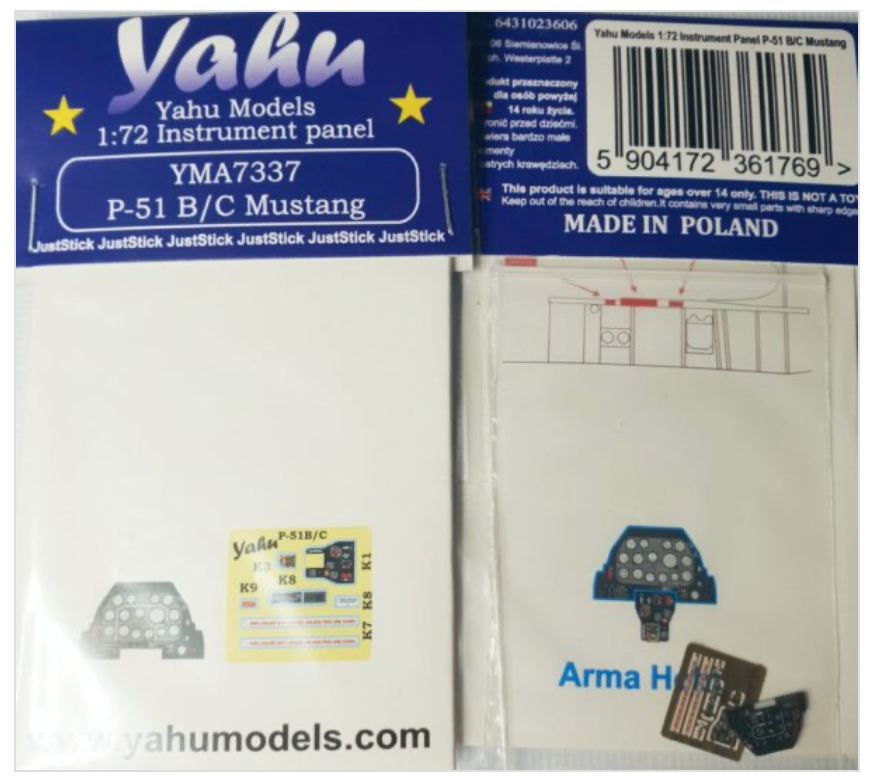 Yahu
Yahu Models
1:72 Instrument panel
YMA7337
P-51 B/C Mustang
JustStick JustStick JustStick JustStick JustStick JustStick
Yahu
P-51B/C
K3
K8
K1
K9
K8
K7
www.yahumodels.com
6431023606
06 Siemianowice Śl.
Westerplatte 2
przeznaczony
dla osób powyżej
14 roku życia.
przed dziećmi.
bardzo małe
krawędziach.
Yahu Models 1:72 Instrument Panel P-51 B/C Mustang
5 904172 361769 >
This product is suitable for ages over 14 only. THIS IS NOT A TO
Keep out of the reach of children.It contains very small parts with sharp edge
MADE IN POLAND
Arma